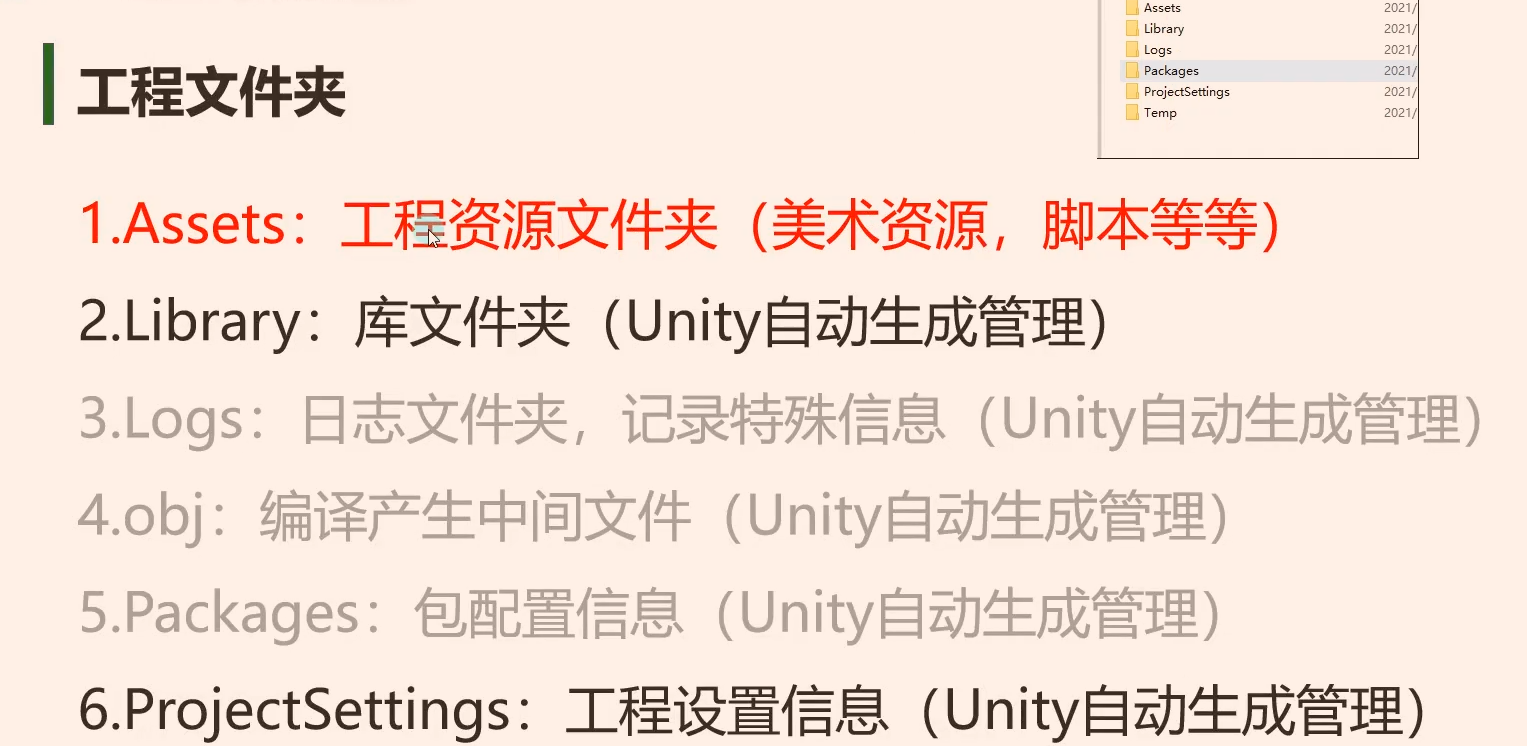 Assets 2021/
Library 2021/
Logs 2021/
Packages 2021/
ProjectSettings 2021/
Temp 2021/
工程文件夹
1.Assets：工程资源文件夹（美术资源，脚本等等）
2.Library：库文件夹（Unity自动生成管理）
3.Logs：日志文件夹，记录特殊信息（Unity自动生成管理）
4.obj：编译产生中间文件（Unity自动生成管理）
5.Packages：包配置信息（Unity自动生成管理）
6.ProjectSettings：工程设置信息（Unity自动生成管理）